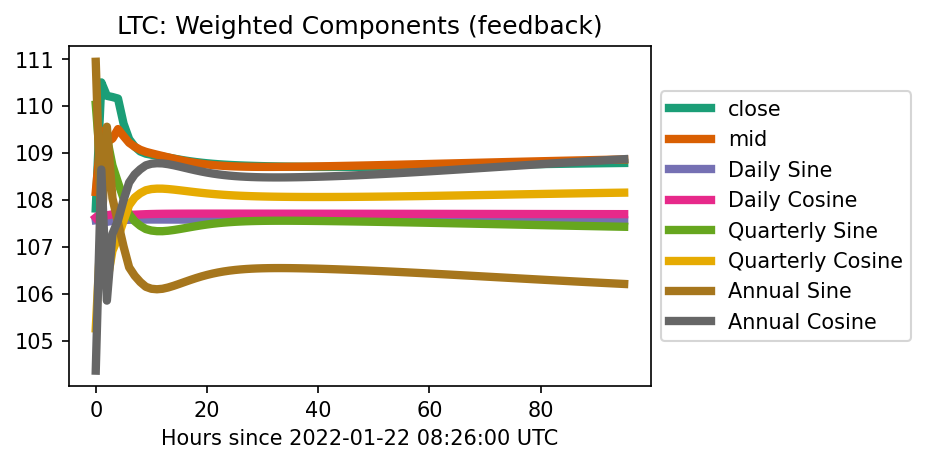 LTC: Weighted Components (feedback)
111
110
109
108
107
106
105
0 20 40 60 80
Hours since 2022-01-22 08:26:00 UTC
close
mid
Daily Sine
Daily Cosine
Quarterly Sine
Quarterly Cosine
Annual Sine
Annual Cosine